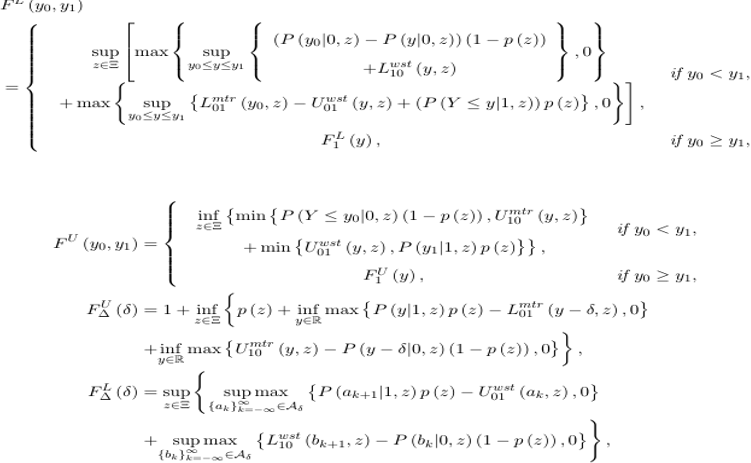 F^L (y_0, y_1)
= { sup_{z∈Ξ} [ max { sup_{y_0≤y≤y_1} { (P (y_0|0, z) − P (y|0, z)) (1 − p (z)) + L_{10}^{wst} (y, z) } , 0 }
+ max { sup_{y_0≤y≤y_1} { L_{01}^{mtr} (y_0, z) − U_{01}^{wst} (y, z) + (P (Y ≤ y|1, z)) p (z) } , 0 } ] , if y_0 < y_1,
F_1^L (y) , if y_0 ≥ y_1,
F^U (y_0, y_1) = { inf_{z∈Ξ} { min { P (Y ≤ y_0|0, z) (1 − p (z)) , U_{10}^{mtr} (y, z) }
+ min { U_{01}^{wst} (y, z) , P (y_1|1, z) p (z) } } , if y_0 < y_1,
F_1^U (y) , if y_0 ≥ y_1,
F_Δ^U (δ) = 1 + inf_{z∈Ξ} { p (z) + inf_{y∈ℝ} max { P (y|1, z) p (z) − L_{01}^{mtr} (y − δ, z) , 0 }
+ inf_{y∈ℝ} max { U_{10}^{mtr} (y, z) − P (y − δ|0, z) (1 − p (z)) , 0 } } ,
F_Δ^L (δ) = sup_{z∈Ξ} { sup max_{{a_k}_{k=−∞}^∞ ∈ 𝒜_δ} { P (a_{k+1}|1, z) p (z) − U_{01}^{wst} (a_k, z) , 0 }
+ sup max_{{b_k}_{k=−∞}^∞ ∈ 𝒜_δ} { L_{10}^{wst} (b_{k+1}, z) − P (b_k|0, z) (1 − p (z)) , 0 } } ,